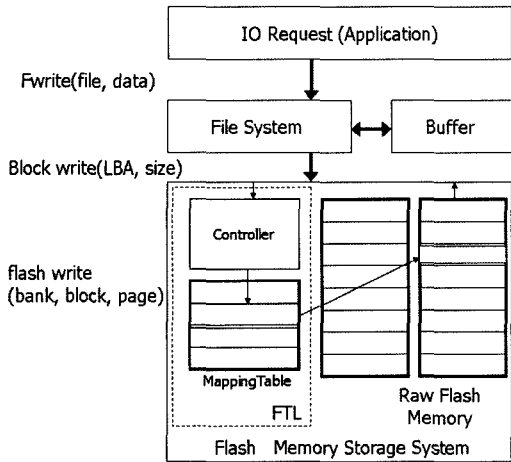 IO Request (Application)
Fwrite(file, data)
File System
Buffer
Block write(LBA, size)
Controller
flash write
(bank, block, page)
MappingTable
FTL
Raw Flash
Memory
Flash Memory Storage System